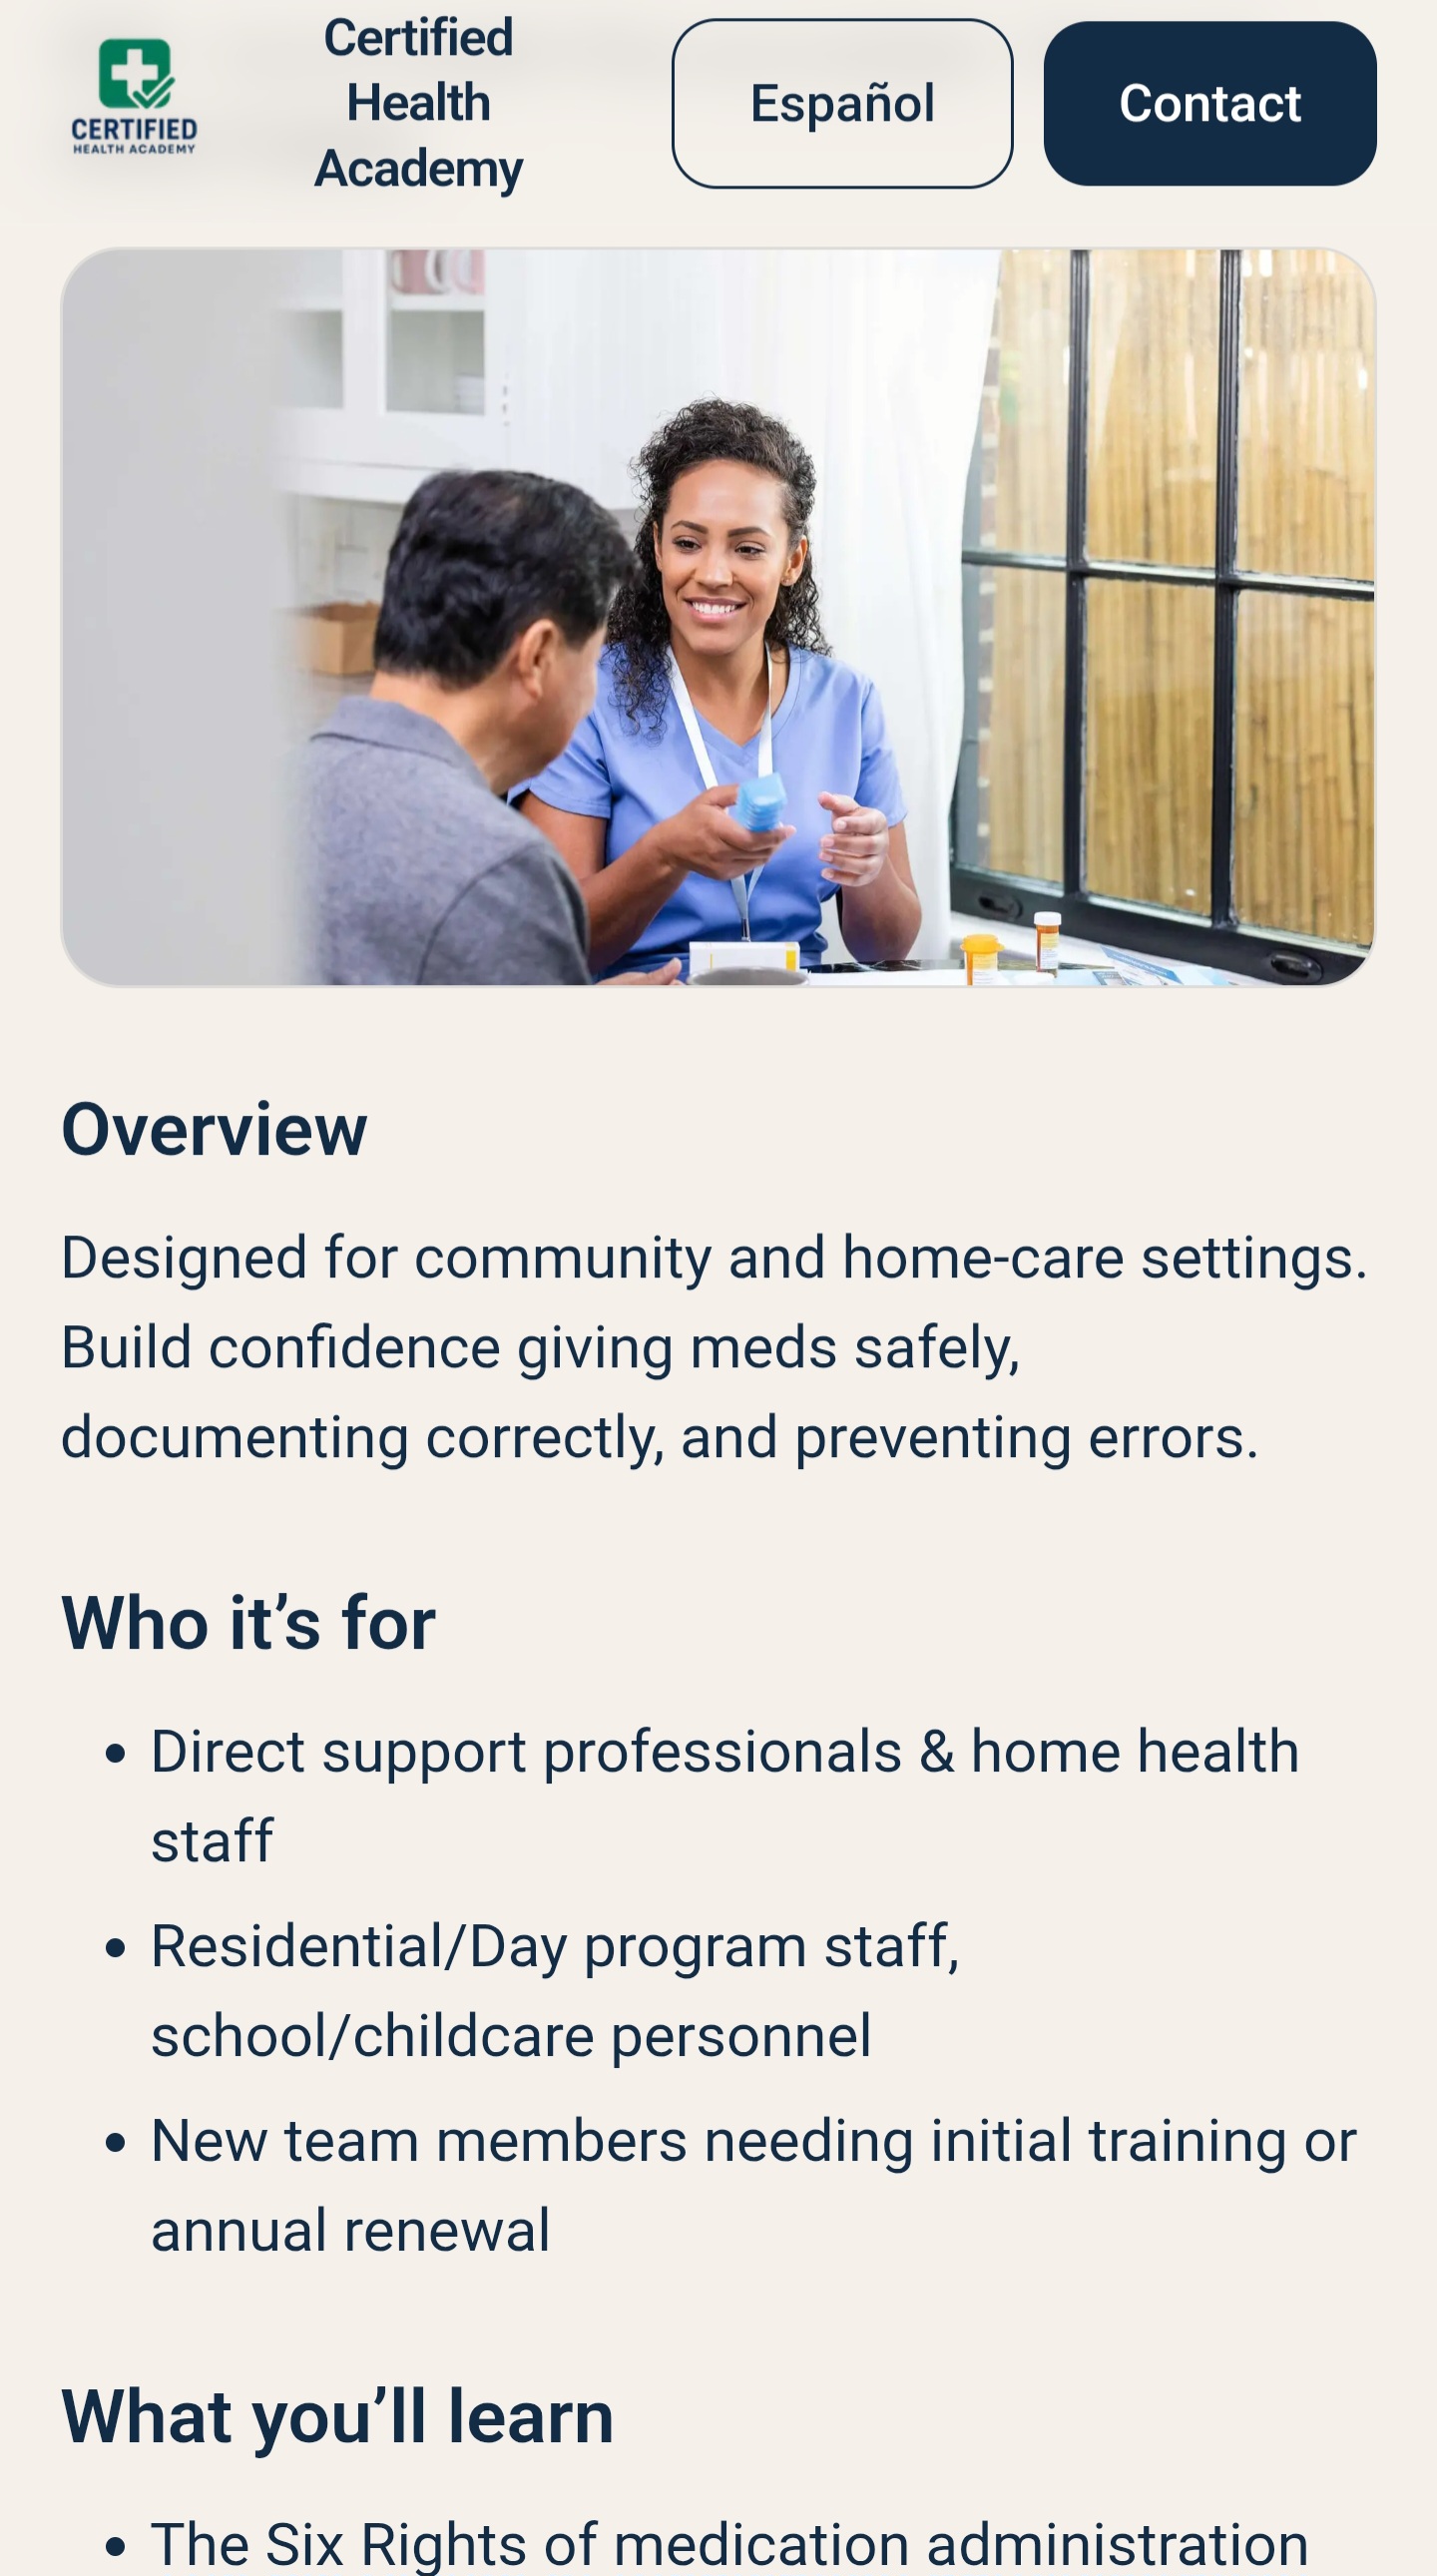 CERTIFIED
HEALTH ACADEMY
Certified
Health
Academy
Español
Contact
Overview
Designed for community and home-care settings.
Build confidence giving meds safely,
documenting correctly, and preventing errors.
Who it’s for
• Direct support professionals & home health
staff
• Residential/Day program staff,
school/childcare personnel
• New team members needing initial training or
annual renewal
What you’ll learn
• The Six Rights of medication administration